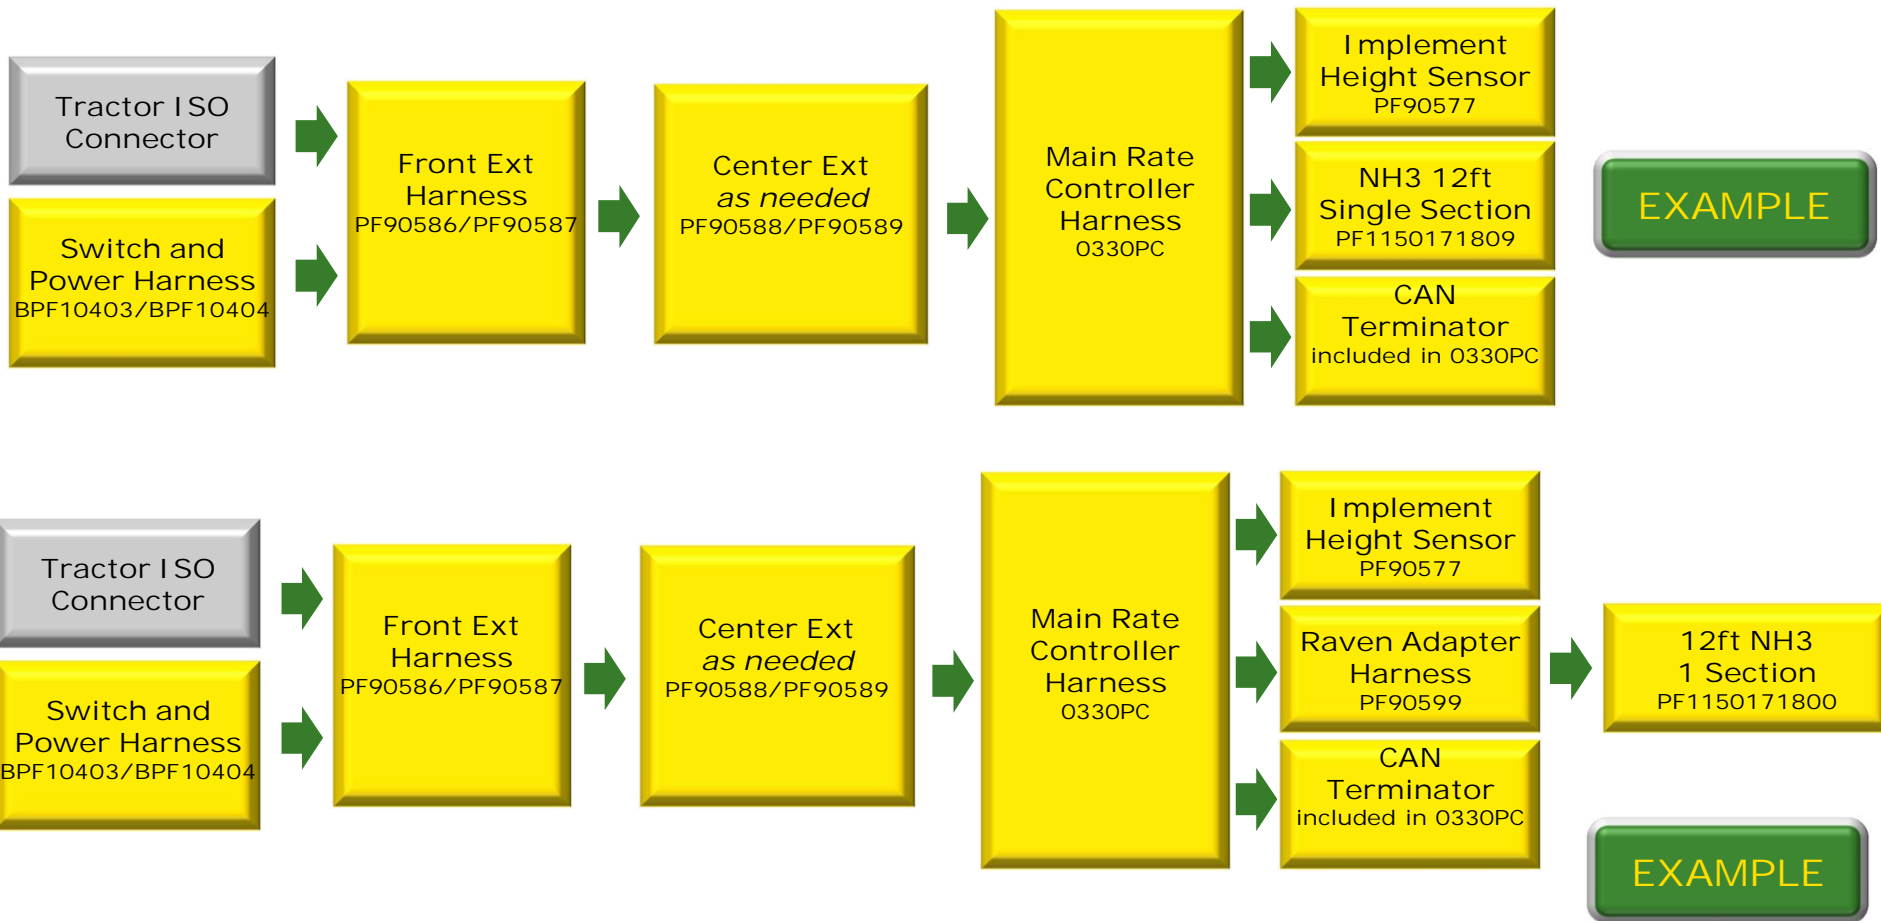 Tractor ISO
Connector
Switch and
Power Harness
BPF10403/BPF10404
Front Ext
Harness
PF90586/PF90587
Center Ext
as needed
PF90588/PF90589
Main Rate
Controller
Harness
0330PC
Implement
Height Sensor
PF90577
NH3 12ft
Single Section
PF1150171809
CAN
Terminator
included in 0330PC
EXAMPLE
Tractor ISO
Connector
Switch and
Power Harness
BPF10403/BPF10404
Front Ext
Harness
PF90586/PF90587
Center Ext
as needed
PF90588/PF90589
Main Rate
Controller
Harness
0330PC
Implement
Height Sensor
PF90577
Raven Adapter
Harness
PF90599
CAN
Terminator
included in 0330PC
12ft NH3
1 Section
PF1150171800
EXAMPLE